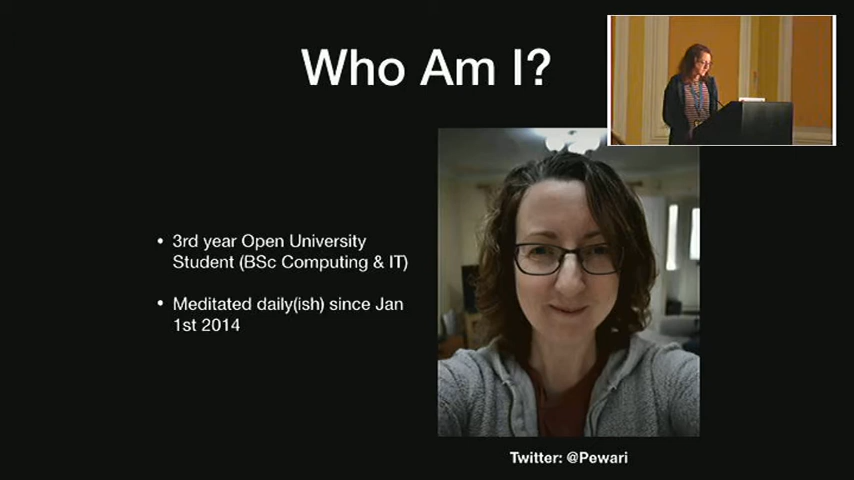 Who Am I?
• 3rd year Open University
Student (BSc Computing & IT)
• Meditated daily(ish) since Jan
1st 2014
Twitter: @Pewari